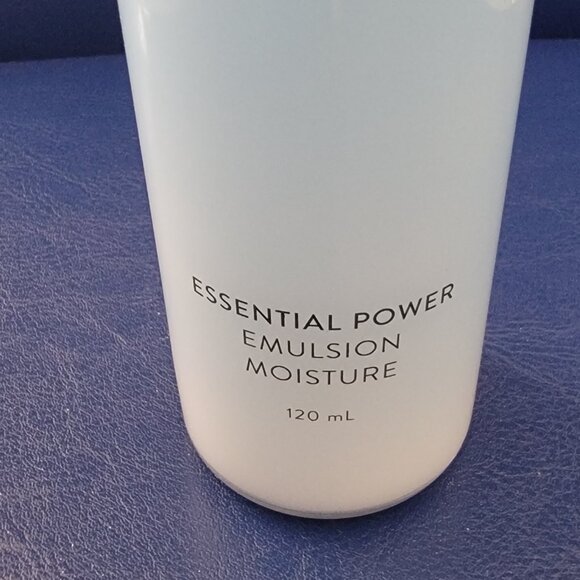 ESSENTIAL POWER
EMULSION
MOISTURE
120 mL